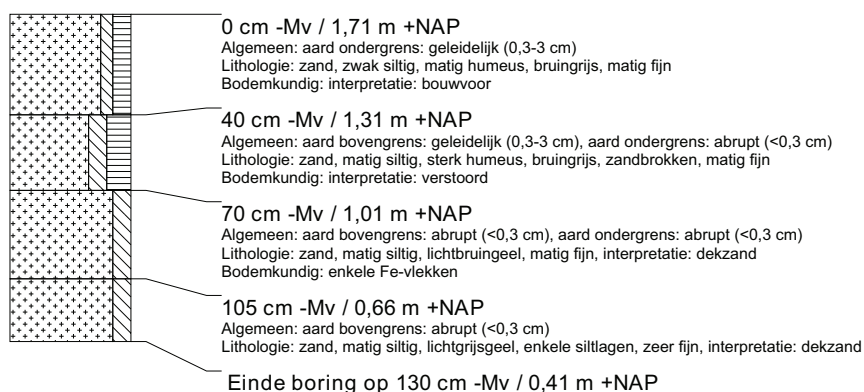 0 cm -Mv / 1,71 m +NAP
Algemeen: aard ondergrens: geleidelijk (0,3-3 cm)
Lithologie: zand, zwak siltig, matig humeus, bruingrijs, matig fijn
Bodemkundig: interpretatie: bouwvoor
40 cm -Mv / 1,31 m +NAP
Algemeen: aard bovengrens: geleidelijk (0,3-3 cm), aard ondergrens: abrupt (<0,3 cm)
Lithologie: zand, matig siltig, sterk humeus, bruingrijs, zandbrokken, matig fijn
Bodemkundig: interpretatie: verstoord
70 cm -Mv / 1,01 m +NAP
Algemeen: aard bovengrens: abrupt (<0,3 cm), aard ondergrens: abrupt (<0,3 cm)
Lithologie: zand, matig siltig, lichtbruingeel, matig fijn, interpretatie: dekzand
Bodemkundig: enkele Fe-vlekken
105 cm -Mv / 0,66 m +NAP
Algemeen: aard bovengrens: abrupt (<0,3 cm)
Lithologie: zand, matig siltig, lichtgrijsgeel, enkele siltlagen, zeer fijn, interpretatie: dekzand
Einde boring op 130 cm -Mv / 0,41 m +NAP